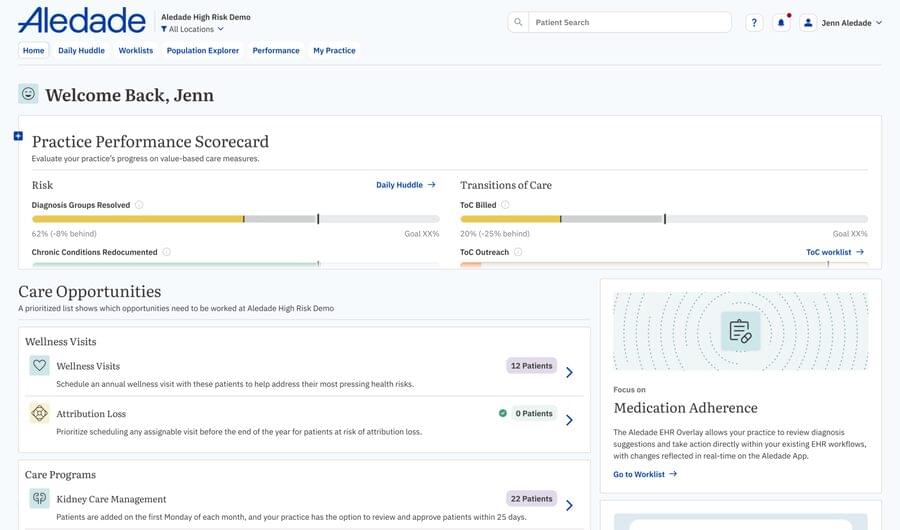 Aledade
Aledade High Risk Demo
All Locations
Patient Search
?
Jenn Aledade
Home Daily Huddle Worklists Population Explorer Performance My Practice
Welcome Back, Jenn
Practice Performance Scorecard
Evaluate your practice's progress on value-based care measures.
Risk
Daily Huddle →
Diagnosis Groups Resolved
62% (-8% behind) Goal XX%
Chronic Conditions Redocumented
Transitions of Care
ToC Billed
20% (-25% behind) Goal XX%
ToC Outreach
ToC worklist →
Care Opportunities
A prioritized list shows which opportunities need to be worked at Aledade High Risk Demo
Wellness Visits
Wellness Visits
12 Patients
Schedule an annual wellness visit with these patients to help address their most pressing health risks.
Attribution Loss
0 Patients
Prioritize scheduling any assignable visit before the end of the year for patients at risk of attribution loss.
Care Programs
Kidney Care Management
22 Patients
Patients are added on the first Monday of each month, and your practice has the option to review and approve patients within 25 days.
Focus on
Medication Adherence
The Aledade EHR Overlay allows your practice to review diagnosis
suggestions and take action directly within your existing EHR workflows,
with changes reflected in real-time on the Aledade App.
Go to Worklist →